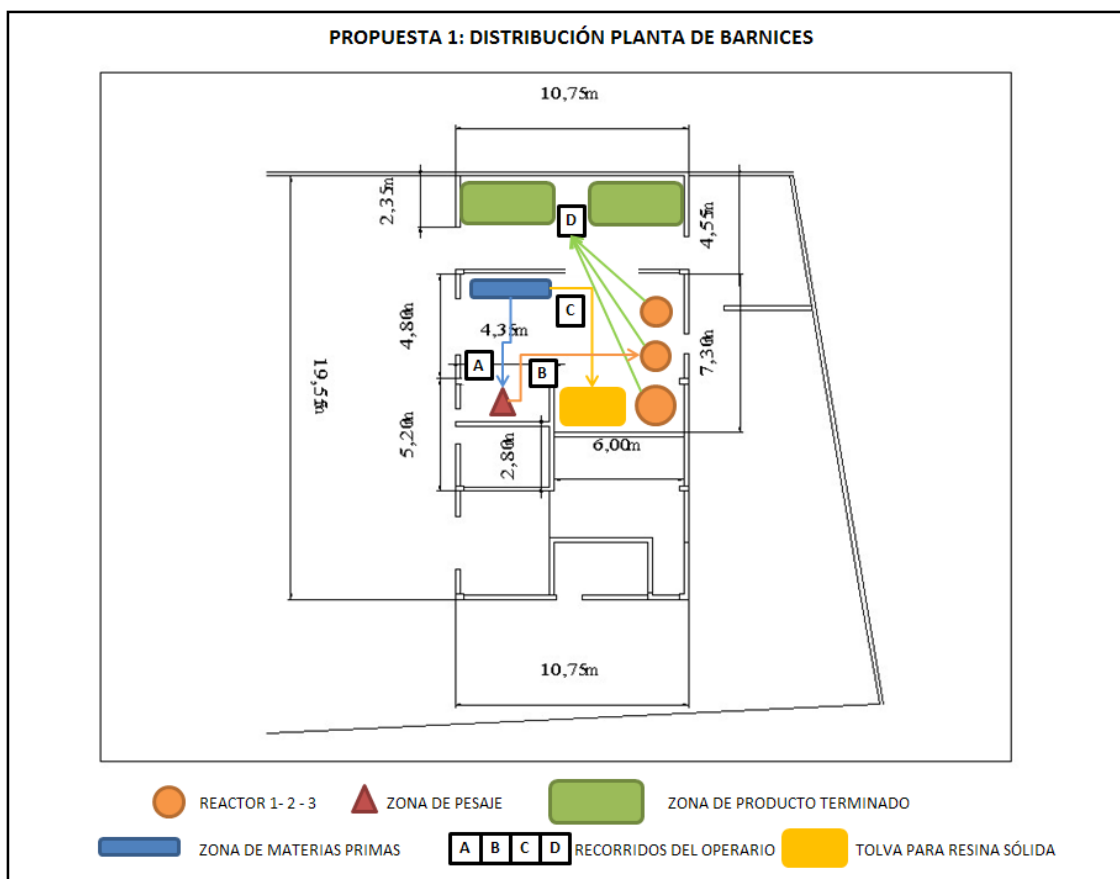 PROPUESTA 1: DISTRIBUCIÓN PLANTA DE BARNICES
10,75m
2,35m
D
4,55m
C
4,80m
4,35m
A
B
7,30m
19,55m
5,20m
2,80m
6,00m
10,75m
REACTOR 1- 2 - 3
ZONA DE PESAJE
ZONA DE PRODUCTO TERMINADO
ZONA DE MATERIAS PRIMAS
A B C D RECORRIDOS DEL OPERARIO
TOLVA PARA RESINA SÓLIDA